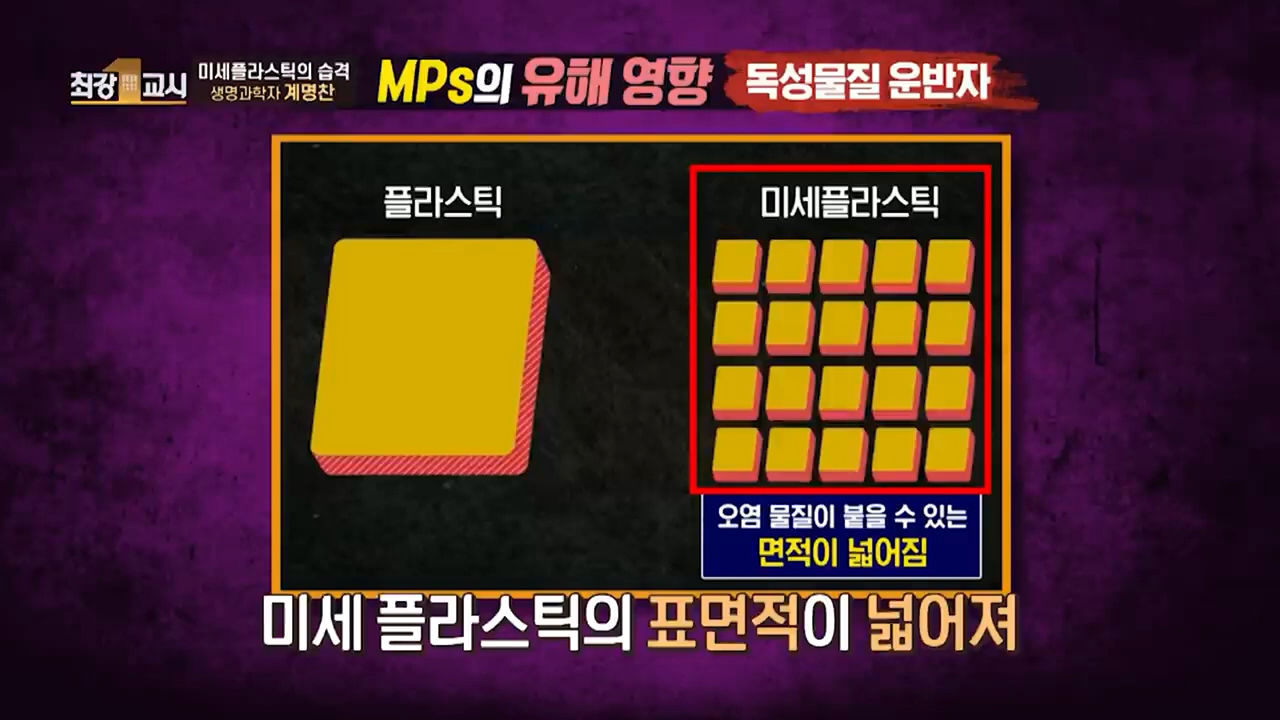 최강1교시
미세플라스틱의 습격
생명과학자 계명찬
MPs의 유해 영향
독성물질 운반자
플라스틱
미세플라스틱
오염 물질이 붙을 수 있는
면적이 넓어짐
미세 플라스틱의 표면적이 넓어져